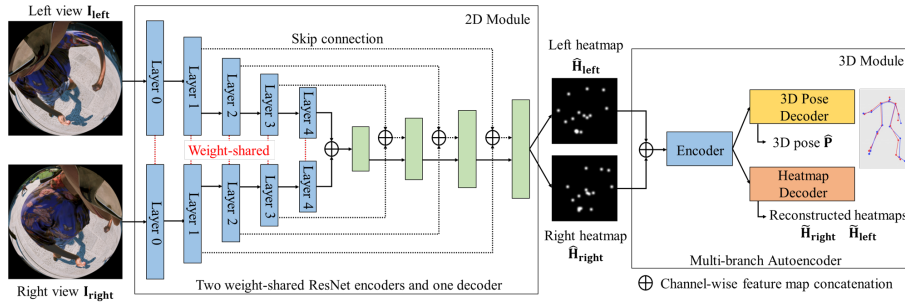 Left view I_left
2D Module
Skip connection
Layer 0
Layer 1
Layer 2
Layer 3
Layer 4
Weight-shared
Layer 0
Layer 1
Layer 2
Layer 3
Layer 4
Right view I_right
Two weight-shared ResNet encoders and one decoder
Left heatmap
Ĥ_left
Right heatmap
Ĥ_right
3D Module
Encoder
3D Pose
Decoder
3D pose P̂
Heatmap
Decoder
Reconstructed heatmaps
H̃_right H̃_left
Multi-branch Autoencoder
⊕ Channel-wise feature map concatenation